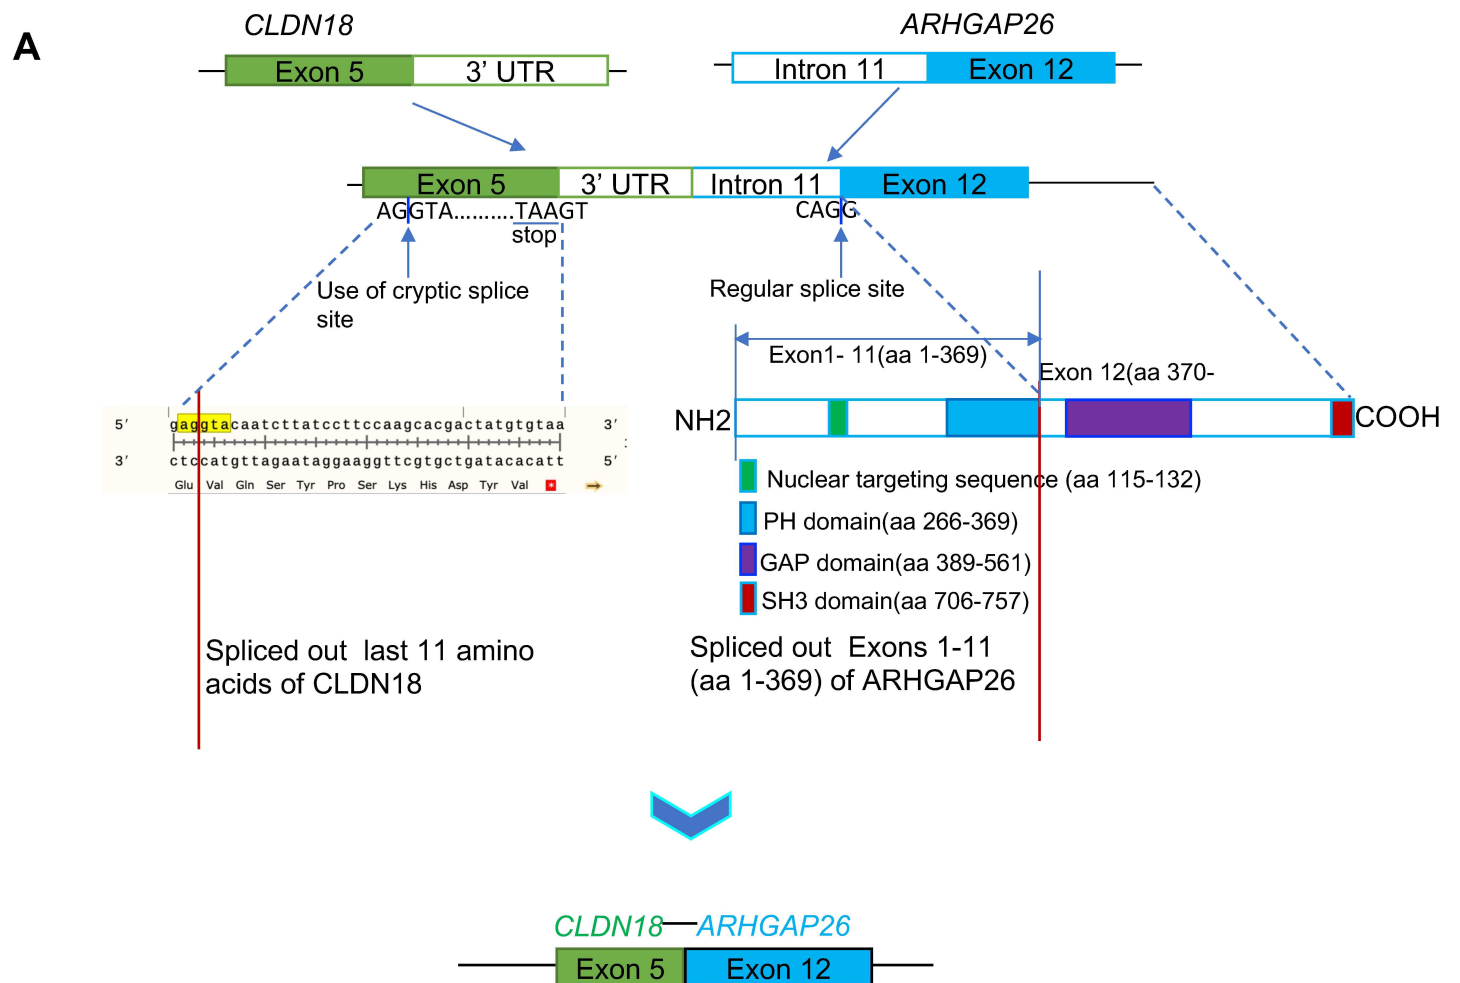 A
CLDN18
ARHGAP26
Exon 5
3’ UTR
Intron 11
Exon 12
Exon 5
3’ UTR
Intron 11
Exon 12
AGGTA..........TAAGT
CAGG
stop
Use of cryptic splice
site
Regular splice site
Exon1- 11(aa 1-369)
Exon 12(aa 370-
5′ gaggtacaatcttatccttccaagcacgactatgtgtaa 3′
3′ ctccatgttagaataggaaggttcgtgctgatacacatt 5′
Glu Val Gln Ser Tyr Pro Ser Lys His Asp Tyr Val *
NH2
COOH
Nuclear targeting sequence (aa 115-132)
PH domain(aa 266-369)
GAP domain(aa 389-561)
SH3 domain(aa 706-757)
Spliced out last 11 amino
acids of CLDN18
Spliced out Exons 1-11
(aa 1-369) of ARHGAP26
CLDN18—ARHGAP26
Exon 5
Exon 12